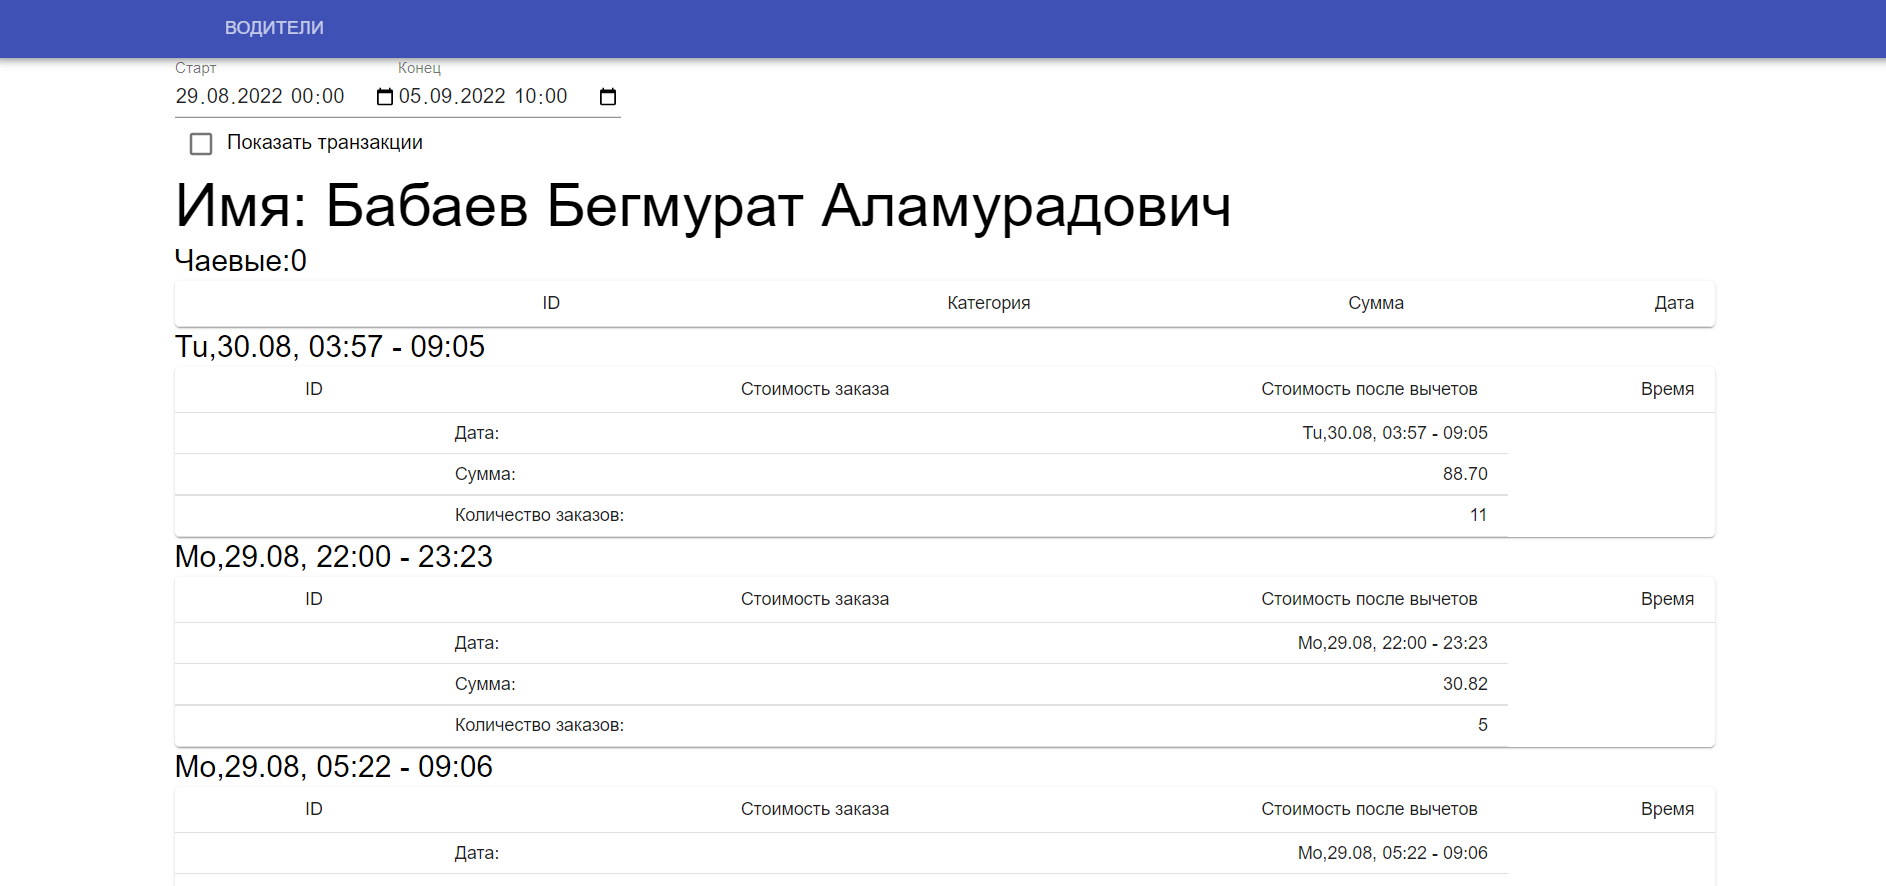 ВОДИТЕЛИ
Старт Конец
29.08.2022 00:00 05.09.2022 10:00
Показать транзакции
Имя: Бабаев Бегмурат Аламурадович
Чаевые:0
ID Категория Сумма Дата
Tu,30.08, 03:57 - 09:05
ID Стоимость заказа Стоимость после вычетов Время
Дата: Tu,30.08, 03:57 - 09:05
Сумма: 88.70
Количество заказов: 11
Mo,29.08, 22:00 - 23:23
ID Стоимость заказа Стоимость после вычетов Время
Дата: Mo,29.08, 22:00 - 23:23
Сумма: 30.82
Количество заказов: 5
Mo,29.08, 05:22 - 09:06
ID Стоимость заказа Стоимость после вычетов Время
Дата: Mo,29.08, 05:22 - 09:06